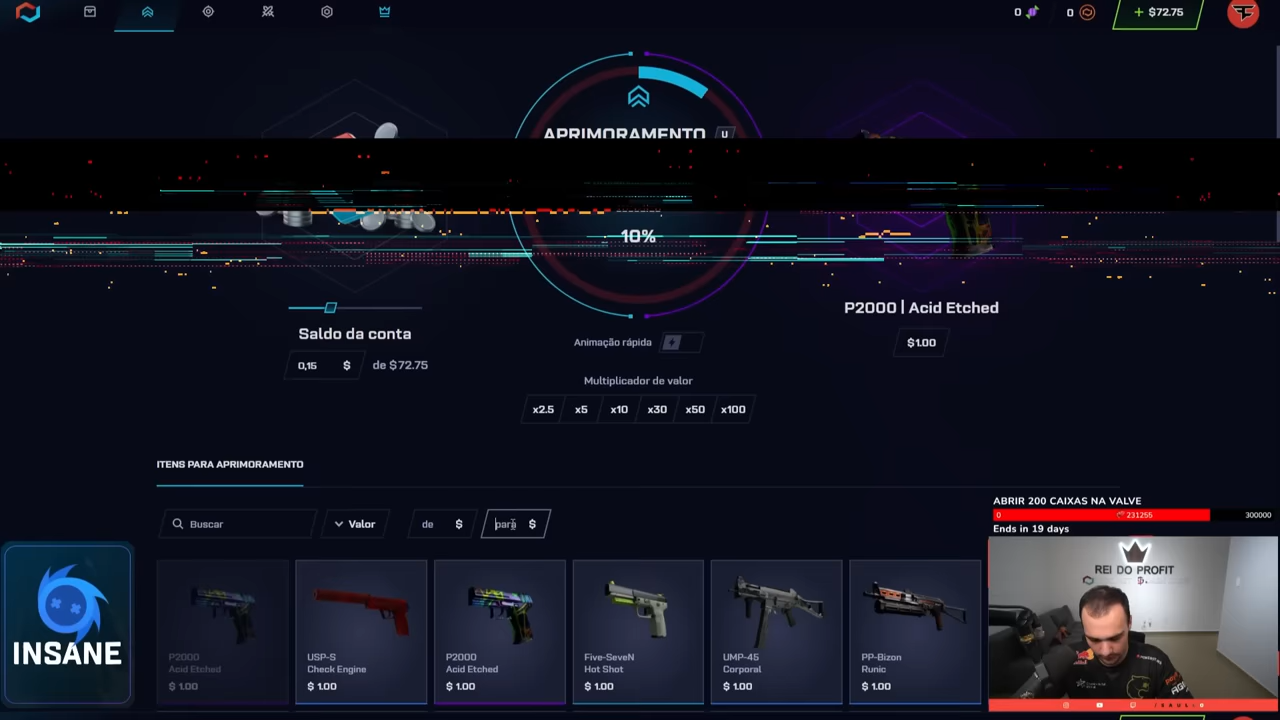 0
0
+ $72.75
APRIMORAMENTO U
10%
P2000 | Acid Etched
$1.00
Saldo da conta
0,15 $ de $72.75
Animação rápida
Multiplicador de valor
x2.5 x5 x10 x30 x50 x100
ITENS PARA APRIMORAMENTO
Buscar
Valor
de $
para $
P2000
Acid Etched
$ 1.00
USP-S
Check Engine
$ 1.00
P2000
Acid Etched
$ 1.00
Five-SeveN
Hot Shot
$ 1.00
UMP-45
Corporal
$ 1.00
PP-Bizon
Runic
$ 1.00
INSANE
ABRIR 200 CAIXAS NA VALVE
0 231255 300000
Ends in 19 days
REI DO PROFIT